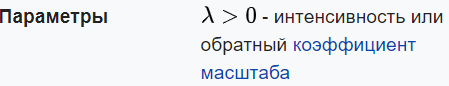 Параметры λ > 0 - интенсивность или
обратный коэффициент
масштаба